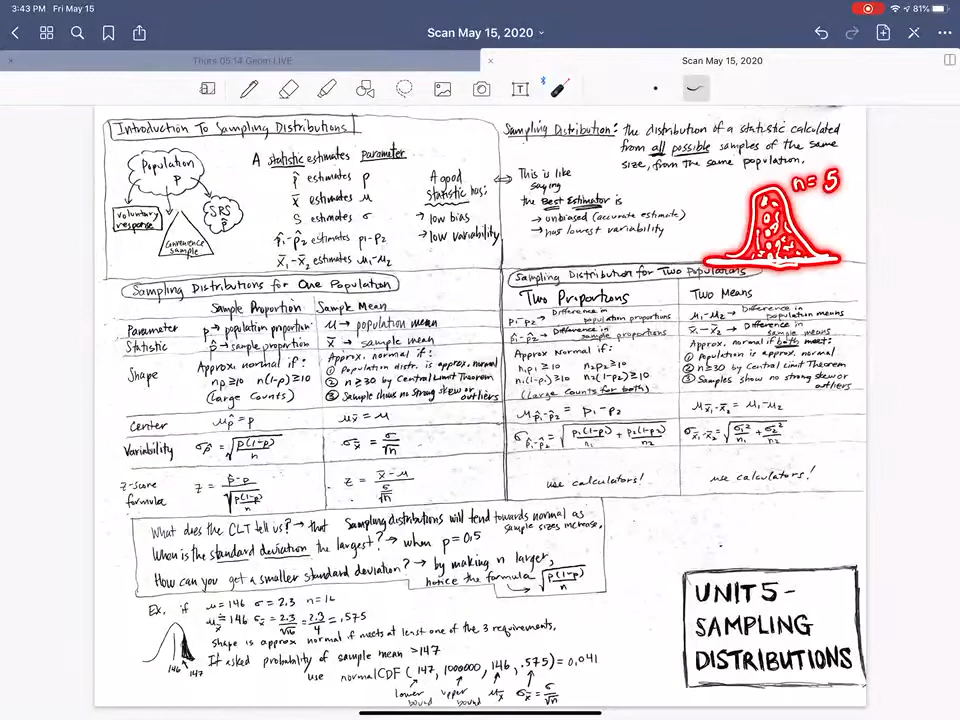 3:43 PM Fri May 15
81%
Scan May 15, 2020
Thurs 05.14 Geom LIVE
Scan May 15, 2020
Introduction To Sampling Distributions
Population
p
Voluntary response
Convenience sample
SRS
p̂
A statistic estimates Parameter
p̂ estimates p
x̄ estimates μ
S estimates σ
p̂₁-p̂₂ estimates p₁-p₂
x̄₁-x̄₂ estimates μ₁-μ₂
A good
statistic has:
→ low bias
→ low variability
Sampling Distribution: the distribution of a statistic calculated
from all possible samples of the same
size, from the same population.
⇔ This is like
saying
the Best Estimator is
→ unbiased (accurate estimate)
→ has lowest variability
n=5
Sampling Distributions for One Population
Sample Proportion Sample Mean
Parameter p → population proportion μ → population mean
Statistic p̂ → sample proportion x̄ → sample mean
Shape
Approx. normal if:
np≥10 n(1-p)≥10
(Large Counts)
Approx. normal if:
① Population distr. is approx. normal
② n≥30 by Central Limit Theorem
③ Sample shows no strong skew or
outliers
Center μp̂ = p μx̄ = μ
Variability σp̂ = √(p(1-p)/n) σx̄ = σ/√n
Z-score
formula
z = (p̂-p)/√(p(1-p)/n) z = (x̄-μ)/(σ/√n)
Sampling Distribution for Two Populations
Two Proportions Two Means
p₁-p₂ → Difference in
population proportions
μ₁-μ₂ → Difference in
population means
p̂₁-p̂₂ → Difference in
sample proportions
x̄₁-x̄₂ → Difference in
sample means
Approx Normal if:
n₁p₁≥10 n₂p₂≥10
n₁(1-p₁)≥10 n₂(1-p₂)≥10
(Large Counts for both)
Approx. normal if both meet:
① Population is approx. normal
② n≥30 by Central Limit Theorem
③ Samples show no strong skew or
outliers
μp̂₁-p̂₂ = p₁-p₂ μx̄₁-x̄₂ = μ₁-μ₂
σp̂₁-p̂₂ = √(p₁(1-p₁)/n₁ + p₂(1-p₂)/n₂) σx̄₁-x̄₂ = √(σ₁²/n₁ + σ₂²/n₂)
use calculators! use calculators!
What does the CLT tell us? → that Sampling distributions will tend towards normal as
sample sizes increase.
When is the standard deviation the largest? → when p=0.5
How can you get a smaller standard deviation? → by making n larger,
notice the formula
→ √(p(1-p)/n)
Ex. if μ=146 σ=2.3 n=16
μx̄=146 σx̄ = 2.3/√16 = 2.3/4 = .575
Shape is approx normal if meets at least one of the 3 requirements.
If asked probability of sample mean >147
146 147
use normalCDF (147, 1000000, 146, .575) = 0.041
lower
bound
upper
bound
μx̄
σx̄ = σ/√n
UNIT 5 -
SAMPLING
DISTRIBUTIONS